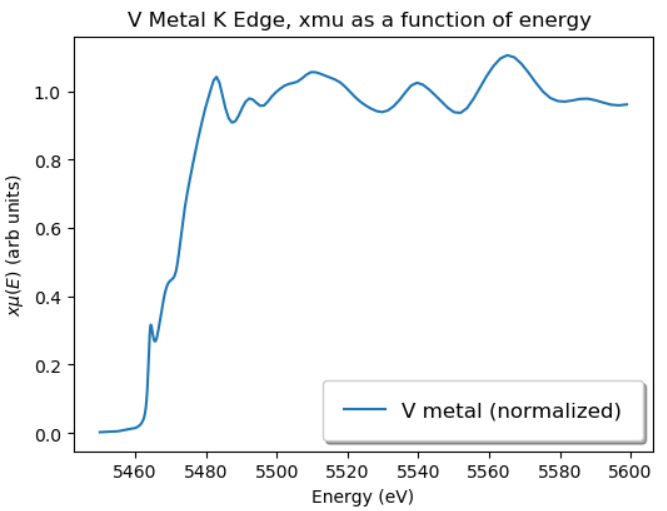 V Metal K Edge, xmu as a function of energy
xμ(E) (arb units)
1.0
0.8
0.6
0.4
0.2
0.0
V metal (normalized)
5460 5480 5500 5520 5540 5560 5580 5600
Energy (eV)